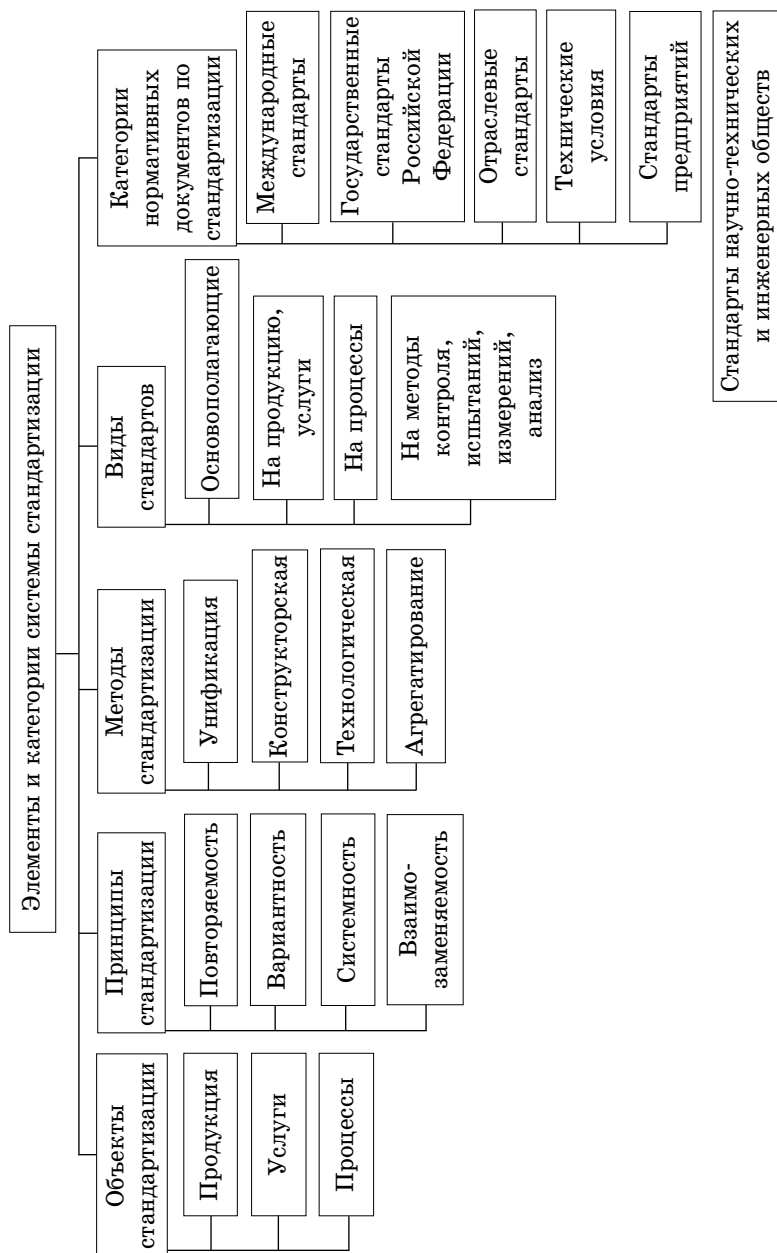 Элементы и категории системы стандартизации
Объекты
стандартизации
Продукция
Услуги
Процессы
Принципы
стандартизации
Повторяемость
Вариантность
Системность
Взаимо-
заменяемость
Методы
стандартизации
Унификация
Конструкторская
Технологическая
Агрегатирование
Виды
стандартов
Основополагающие
На продукцию,
услуги
На процессы
На методы
контроля,
испытаний,
измерений,
анализ
Категории
нормативных
документов по
стандартизации
Международные
стандарты
Государственные
стандарты
Российской
Федерации
Отраслевые
стандарты
Технические
условия
Стандарты
предприятий
Стандарты научно-технических
и инженерных обществ